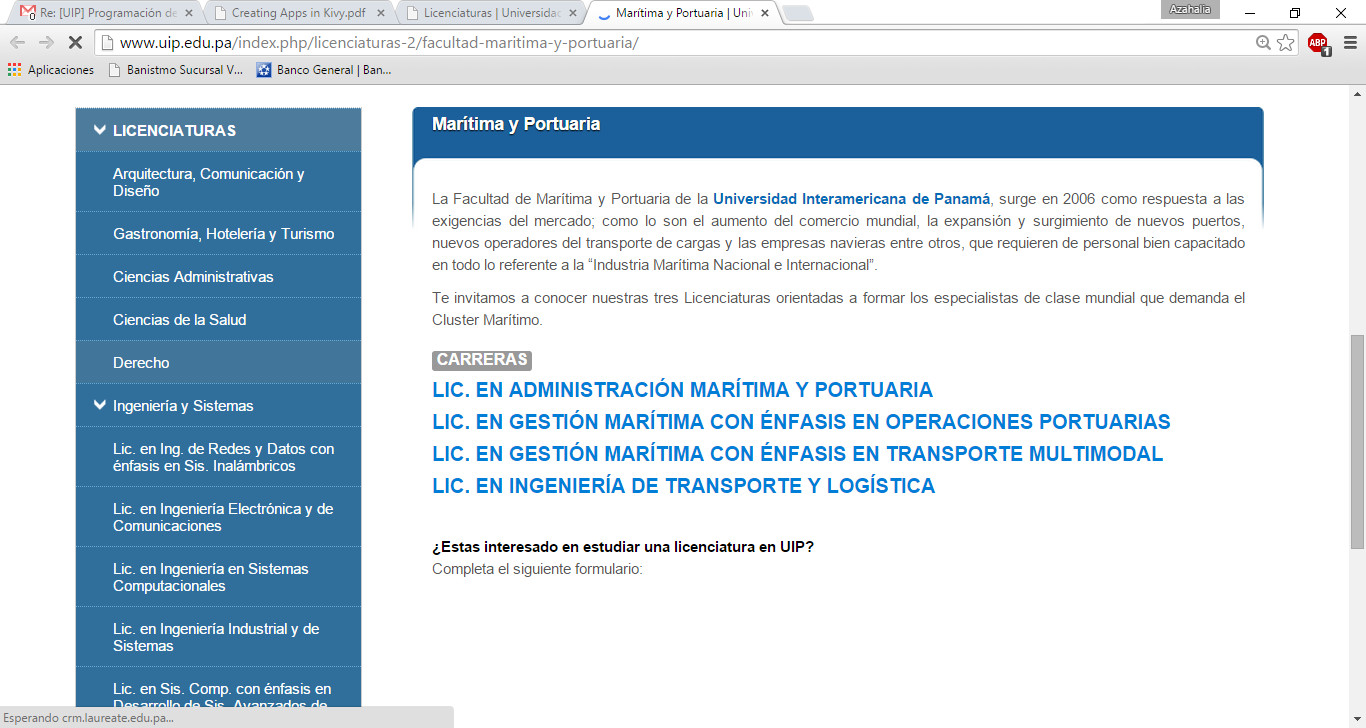 Re: [UIP] Programación de
Creating Apps in Kivy.pdf
Licenciaturas | Universidad
Marítima y Portuaria | Uni
Azahalia
0
www.uip.edu.pa/index.php/licenciaturas-2/facultad-maritima-y-portuaria/
ABP
1
Aplicaciones
Banistmo Sucursal V...
Banco General | Ban...
LICENCIATURAS
Arquitectura, Comunicación y
Diseño
Gastronomía, Hotelería y Turismo
Ciencias Administrativas
Ciencias de la Salud
Derecho
Ingeniería y Sistemas
Lic. en Ing. de Redes y Datos con
énfasis en Sis. Inalámbricos
Lic. en Ingeniería Electrónica y de
Comunicaciones
Lic. en Ingeniería en Sistemas
Computacionales
Lic. en Ingeniería Industrial y de
Sistemas
Lic. en Sis. Comp. con énfasis en
Desarrollo de Sis. Avanzados de
Marítima y Portuaria
La Facultad de Marítima y Portuaria de la Universidad Interamericana de Panamá, surge en 2006 como respuesta a las
exigencias del mercado; como lo son el aumento del comercio mundial, la expansión y surgimiento de nuevos puertos,
nuevos operadores del transporte de cargas y las empresas navieras entre otros, que requieren de personal bien capacitado
en todo lo referente a la “Industria Marítima Nacional e Internacional”.
Te invitamos a conocer nuestras tres Licenciaturas orientadas a formar los especialistas de clase mundial que demanda el
Cluster Marítimo.
CARRERAS
LIC. EN ADMINISTRACIÓN MARÍTIMA Y PORTUARIA
LIC. EN GESTIÓN MARÍTIMA CON ÉNFASIS EN OPERACIONES PORTUARIAS
LIC. EN GESTIÓN MARÍTIMA CON ÉNFASIS EN TRANSPORTE MULTIMODAL
LIC. EN INGENIERÍA DE TRANSPORTE Y LOGÍSTICA
¿Estas interesado en estudiar una licenciatura en UIP?
Completa el siguiente formulario:
Esperando crm.laureate.edu.pa...